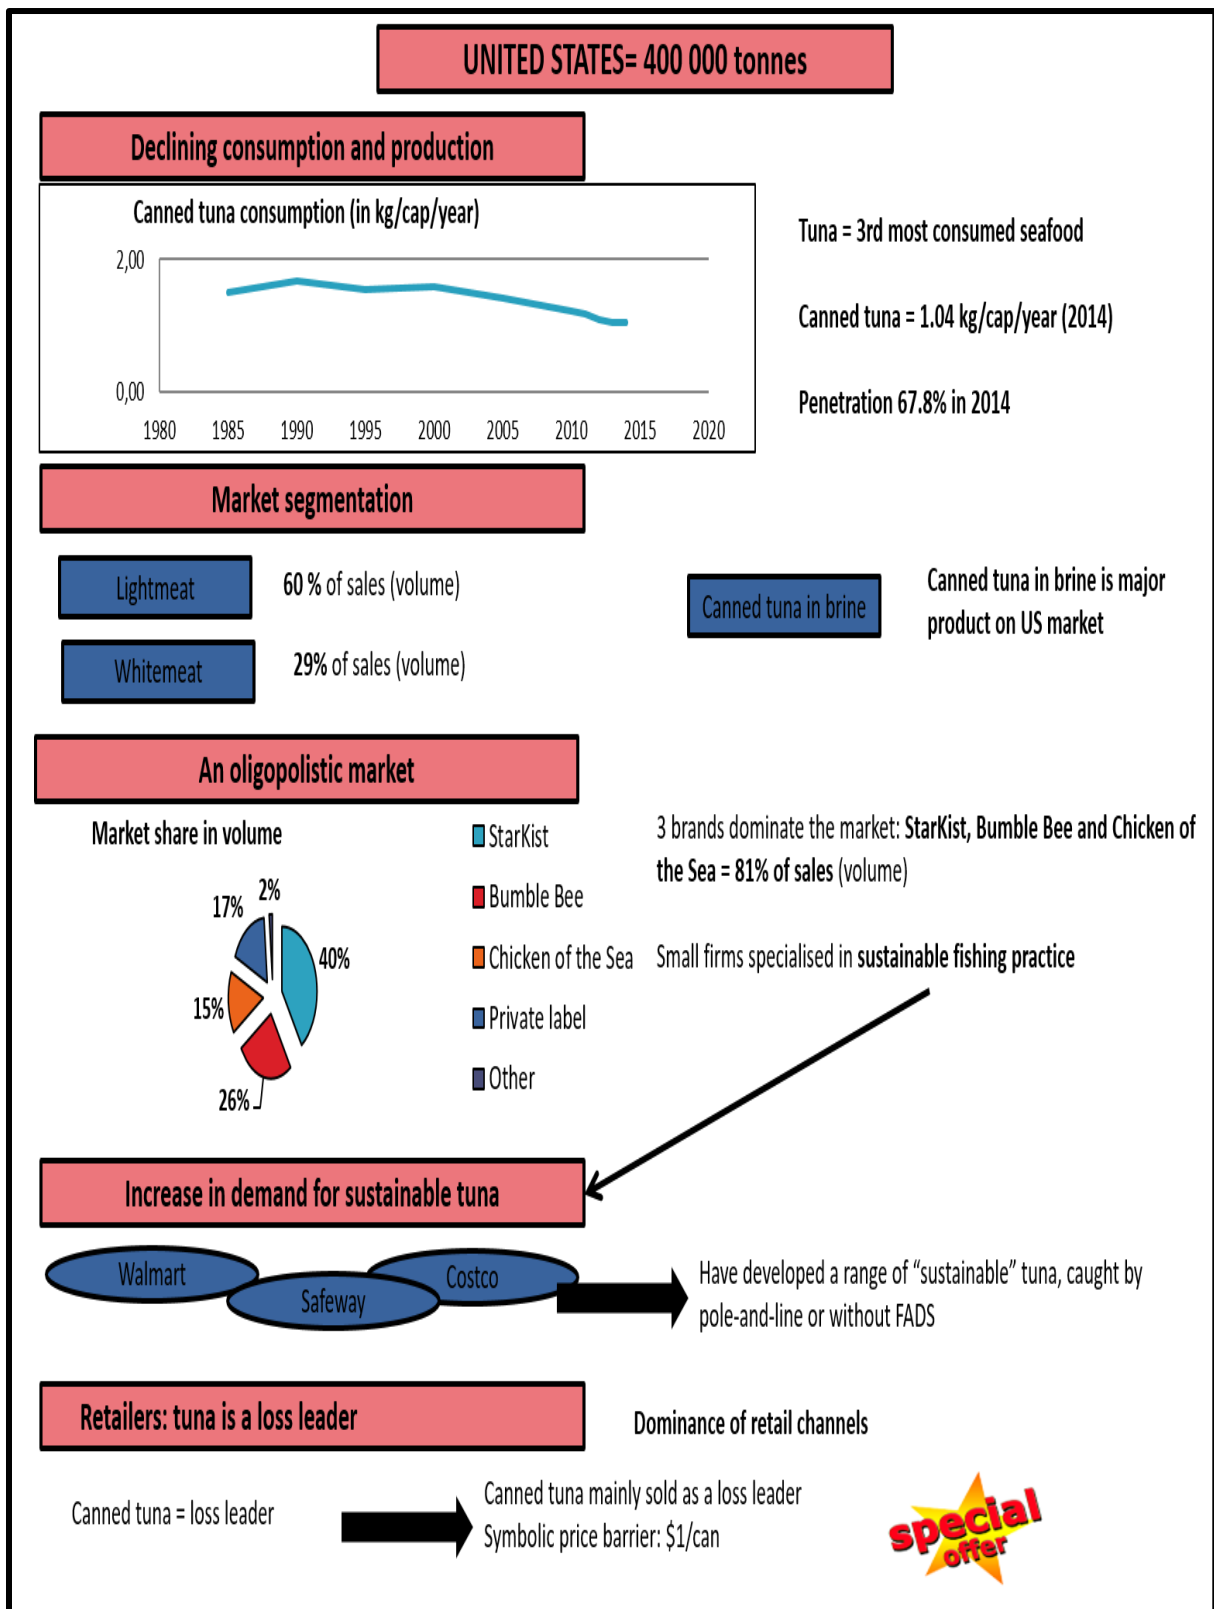 UNITED STATES= 400 000 tonnes
Declining consumption and production
Canned tuna consumption (in kg/cap/year)
2,00
0,00
1980 1985 1990 1995 2000 2005 2010 2015 2020
Tuna = 3rd most consumed seafood
Canned tuna = 1.04 kg/cap/year (2014)
Penetration 67.8% in 2014
Market segmentation
Lightmeat
60 % of sales (volume)
Whitemeat
29% of sales (volume)
Canned tuna in brine
Canned tuna in brine is major
product on US market
An oligopolistic market
Market share in volume
2%
17%
40%
15%
26%
StarKist
Bumble Bee
Chicken of the Sea
Private label
Other
3 brands dominate the market: StarKist, Bumble Bee and Chicken of
the Sea = 81% of sales (volume)
Small firms specialised in sustainable fishing practice
Increase in demand for sustainable tuna
Walmart
Safeway
Costco
Have developed a range of “sustainable” tuna, caught by
pole-and-line or without FADS
Retailers: tuna is a loss leader
Dominance of retail channels
Canned tuna = loss leader
Canned tuna mainly sold as a loss leader
Symbolic price barrier: $1/can
special
offer